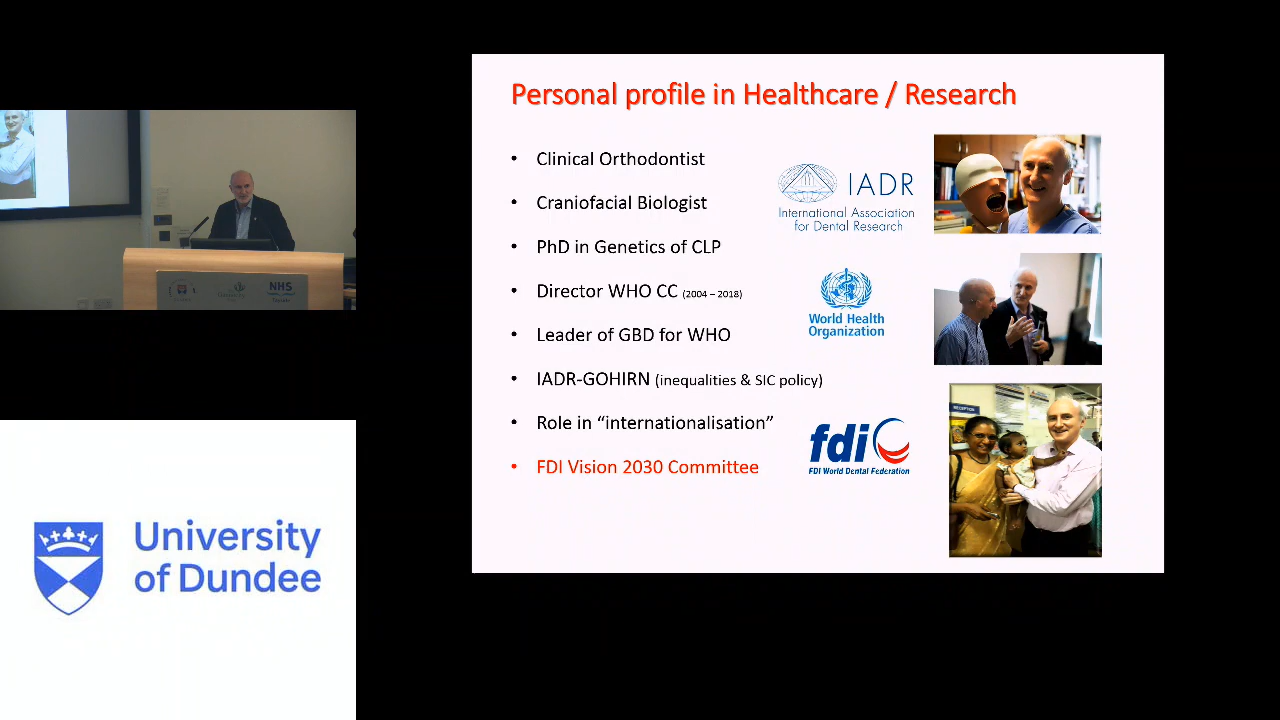 Personal profile in Healthcare / Research
• Clinical Orthodontist
• Craniofacial Biologist
• PhD in Genetics of CLP
• Director WHO CC (2004 – 2018)
• Leader of GBD for WHO
• IADR-GOHIRN (inequalities & SIC policy)
• Role in “internationalisation”
• FDI Vision 2030 Committee
IADR
International Association
for Dental Research
World Health
Organization
fdi
FDI World Dental Federation
RECEPTION
NHS
University
of Dundee